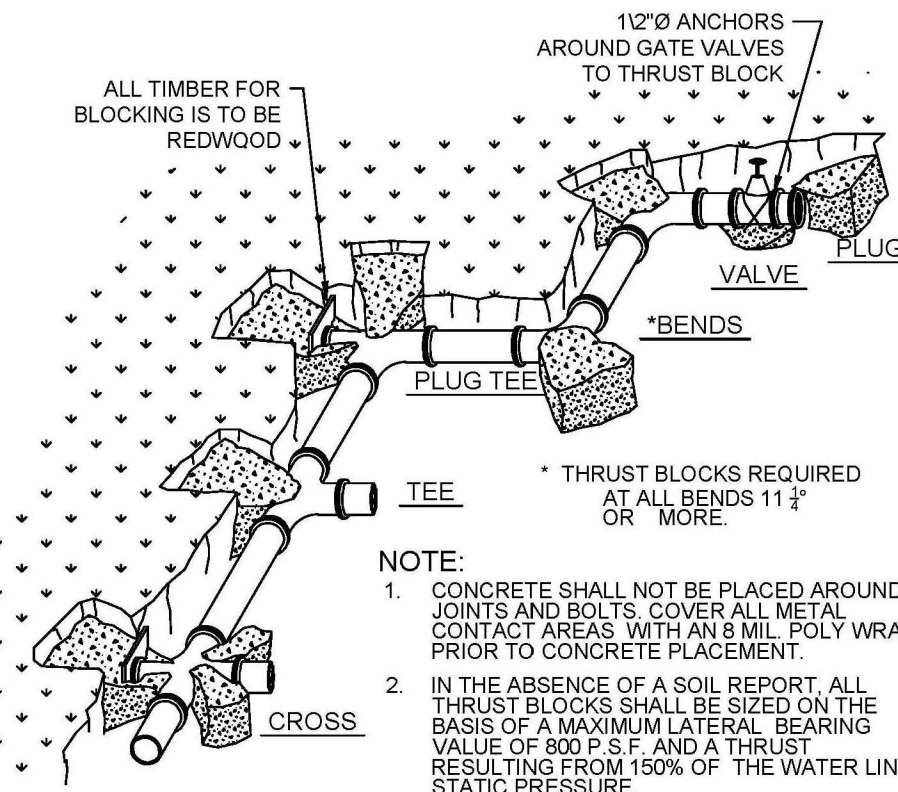 1\2"Ø ANCHORS
AROUND GATE VALVES
TO THRUST BLOCK
ALL TIMBER FOR
BLOCKING IS TO BE
REDWOOD
PLUG
VALVE
*BENDS
PLUG TEE
* THRUST BLOCKS REQUIRED
AT ALL BENDS 11 1/4°
OR MORE.
TEE
NOTE:
1. CONCRETE SHALL NOT BE PLACED AROUND
JOINTS AND BOLTS. COVER ALL METAL
CONTACT AREAS WITH AN 8 MIL. POLY WRA
PRIOR TO CONCRETE PLACEMENT.
2. IN THE ABSENCE OF A SOIL REPORT, ALL
THRUST BLOCKS SHALL BE SIZED ON THE
BASIS OF A MAXIMUM LATERAL BEARING
VALUE OF 800 P.S.F. AND A THRUST
RESULTING FROM 150% OF THE WATER LIN
STATIC PRESSURE
CROSS